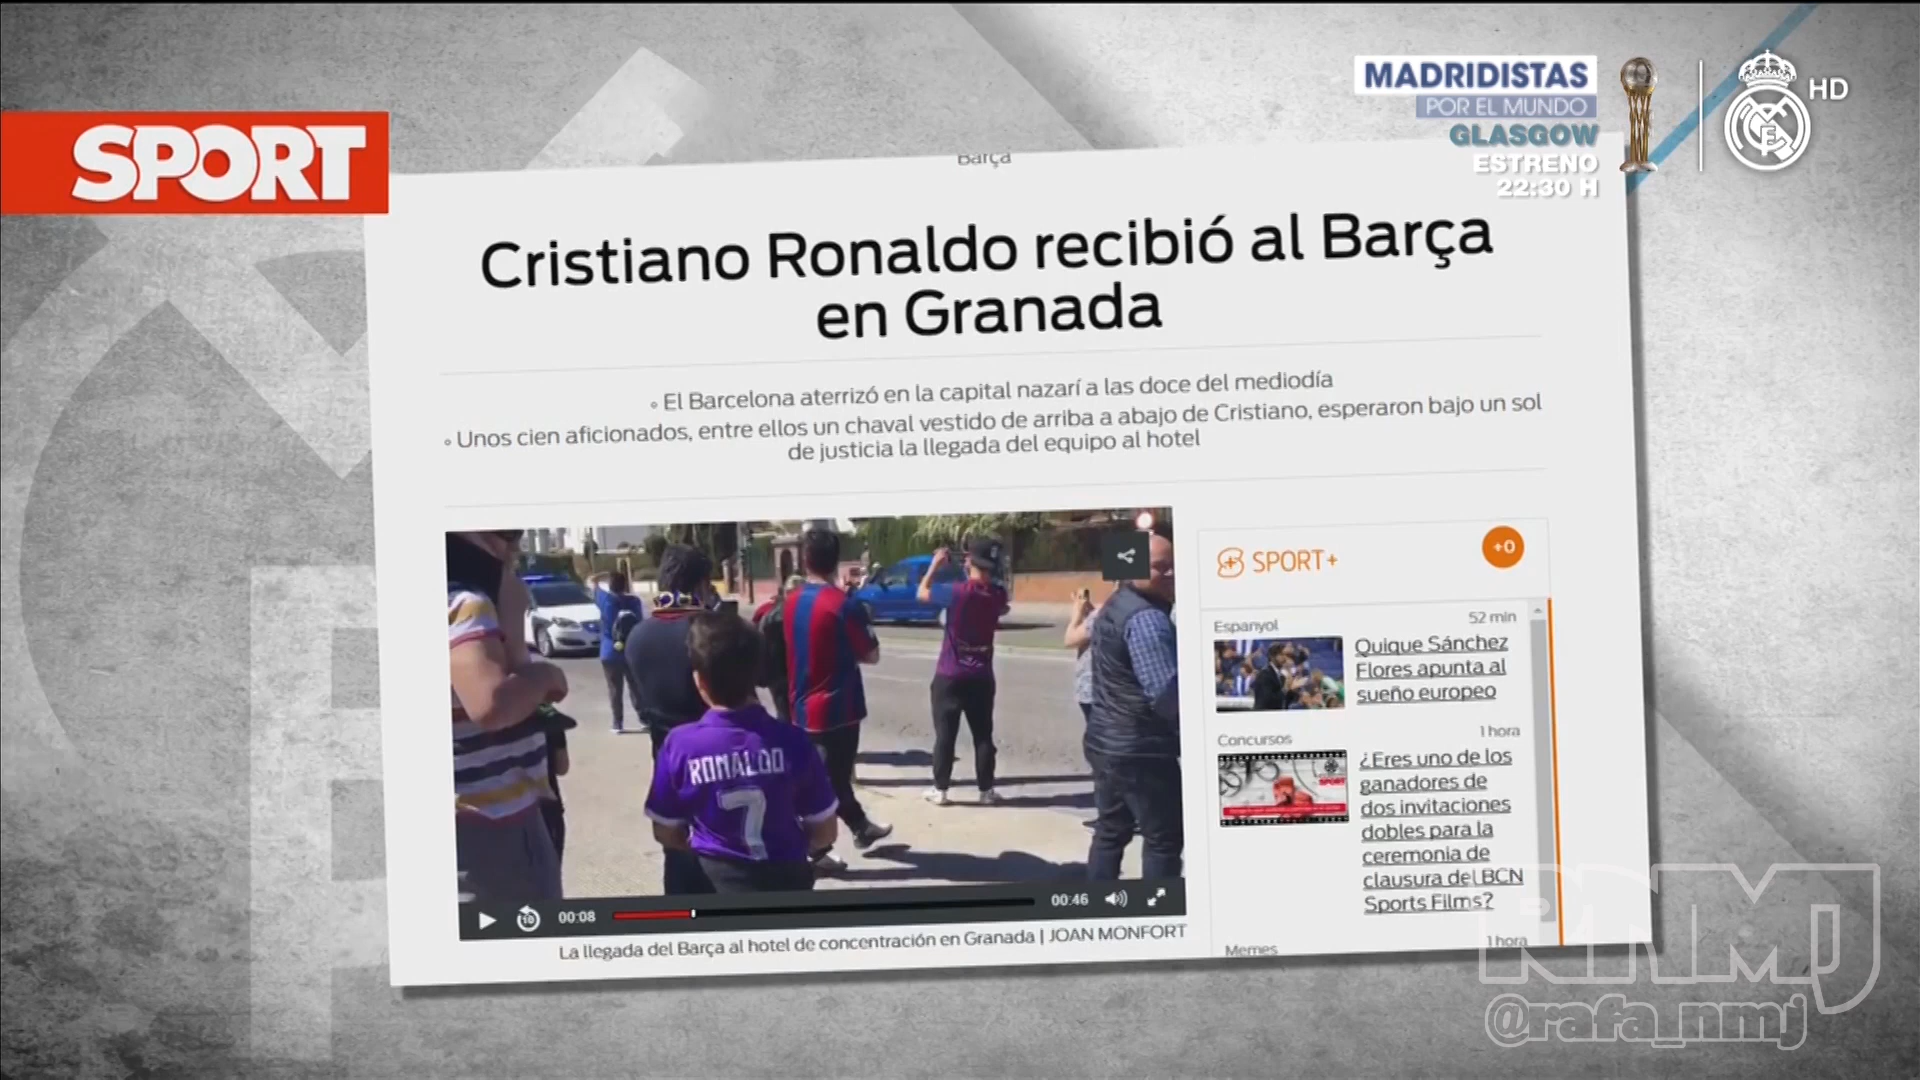 MADRIDISTAS
POR EL MUNDO
GLASGOW
ESTRENO
22:30 H
HD
SPORT
Barça
Cristiano Ronaldo recibió al Barça
en Granada
El Barcelona aterrizó en la capital nazarí a las doce del mediodía
Unos cien aficionados, entre ellos un chaval vestido de arriba a abajo de Cristiano, esperaron bajo un sol
de justicia la llegada del equipo al hotel
RONALDO
7
10
00:08
00:46
La llegada del Barça al hotel de concentración en Granada | JOAN MONFORT
SPORT+
+0
Espanyol
52 min
Quique Sánchez
Flores apunta al
sueño europeo
Concursos
1 hora
¿Eres uno de los
ganadores de
dos invitaciones
dobles para la
ceremonia de
clausura del BCN
Sports Films?
Memes
1 hora
RNMJ
@rafa_nmj